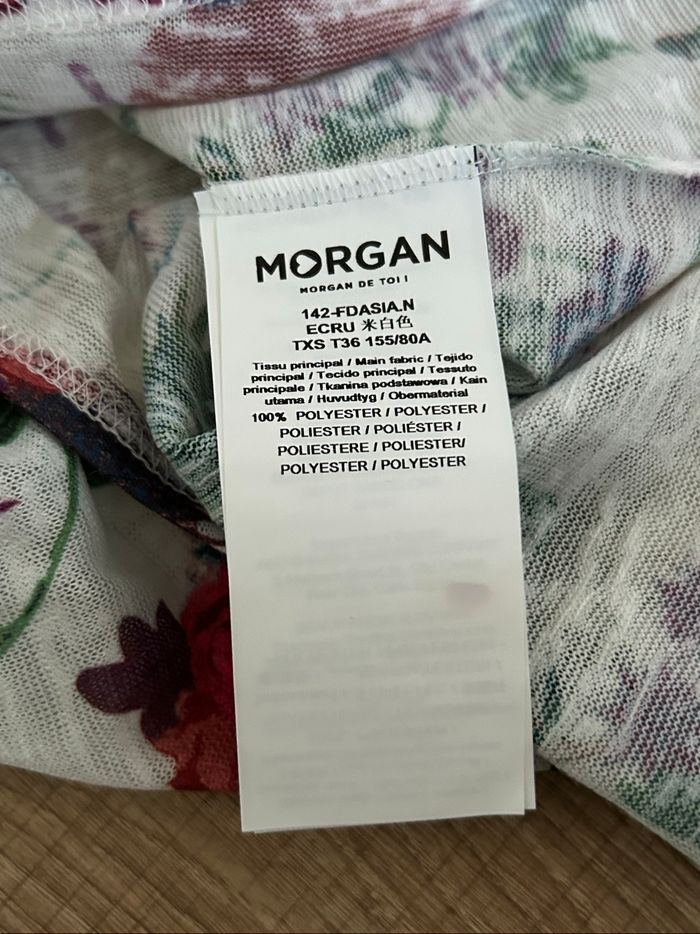 MORGAN
MORGAN DE TOI !
142-FDASIA.N
ECRU 米白色
TXS T36 155/80A
Tissu principal / Main fabric / Tejido
principal / Tecido principal / Tessuto
principale / Tkanina podstawowa / Kain
utama / Huvudtyg / Obermaterial
100% POLYESTER / POLYESTER /
POLIESTER / POLIÉSTER /
POLIESTERE / POLIESTER/
POLYESTER / POLYESTER